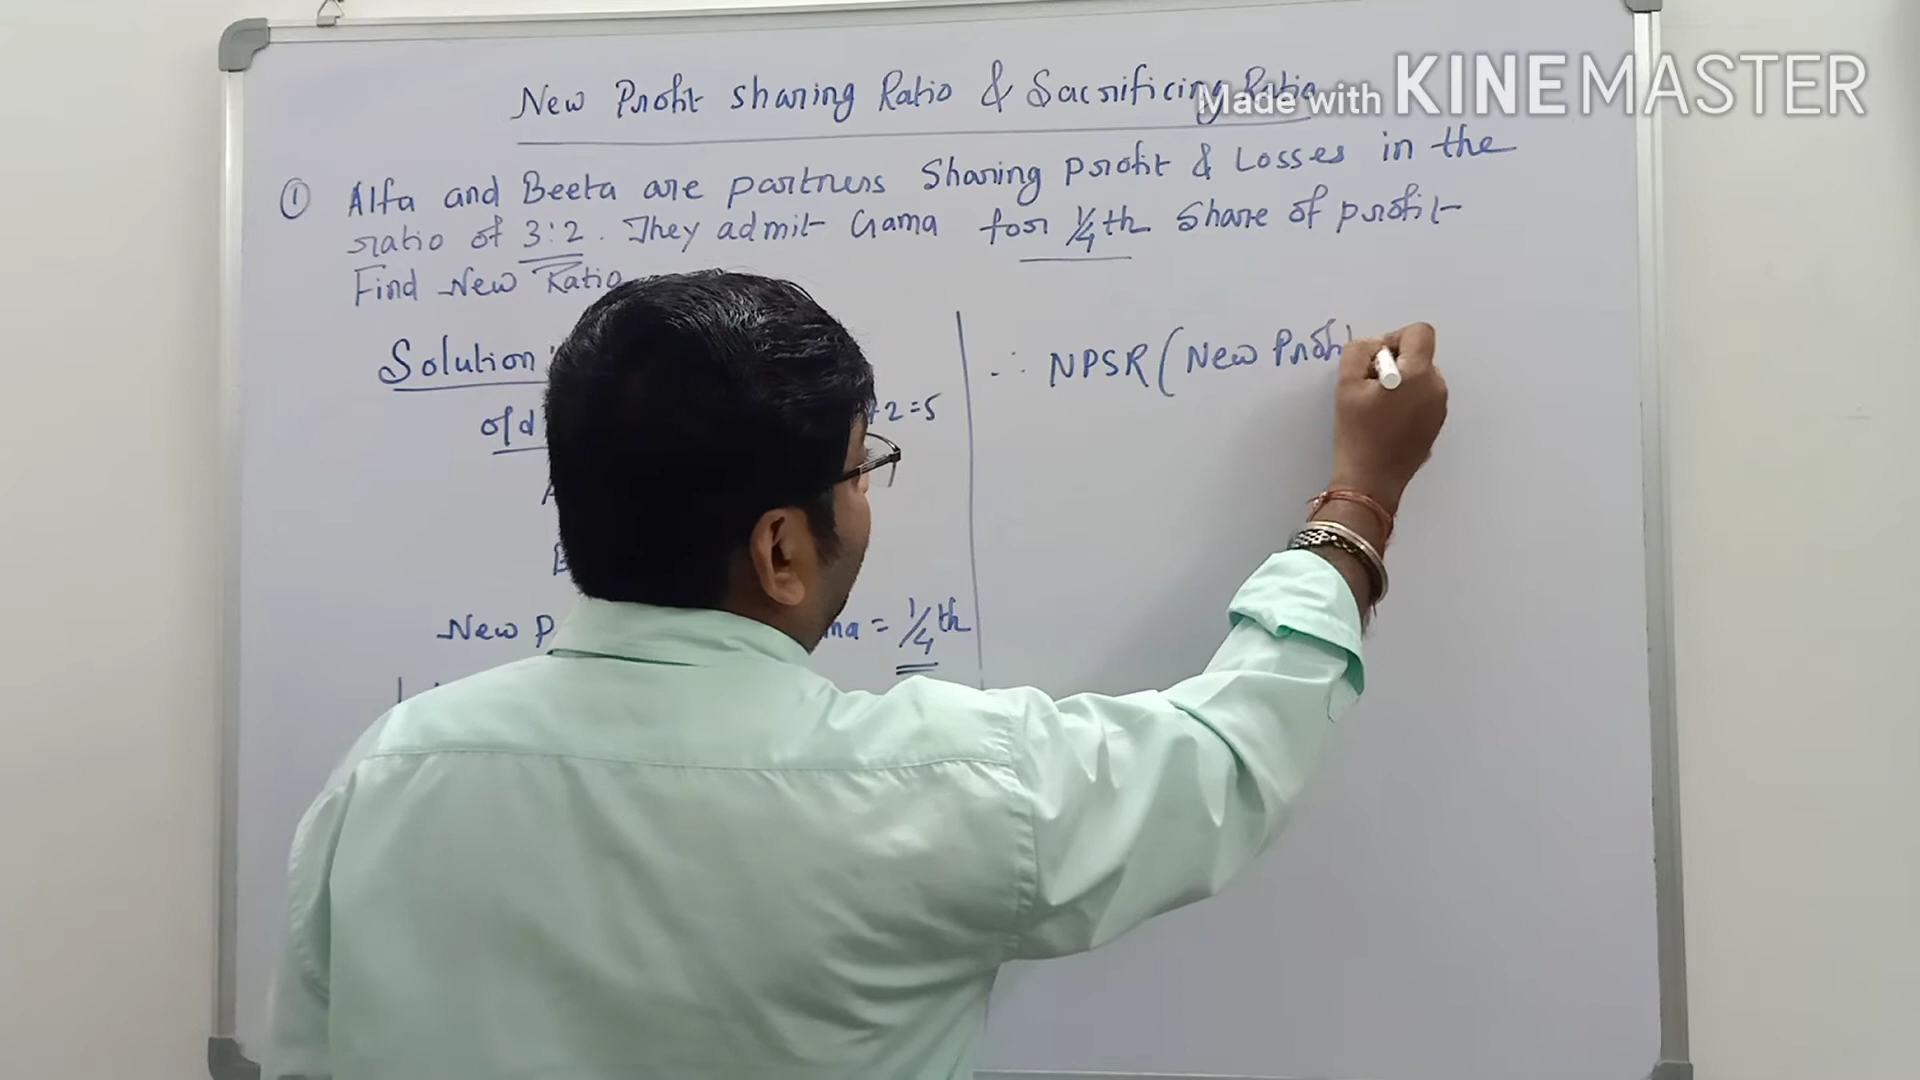 New Profit Sharing Ratio & Sacrificing Ratio
Made with KINEMASTER
① Alfa and Beeta are partners Sharing profit & Losses in the
ratio of 3:2. They admit Gama for 1/4th Share of profit
Find New Ratio
Solution
old
+2=5
New P
ma = 1/4th
∴ NPSR (New Profit